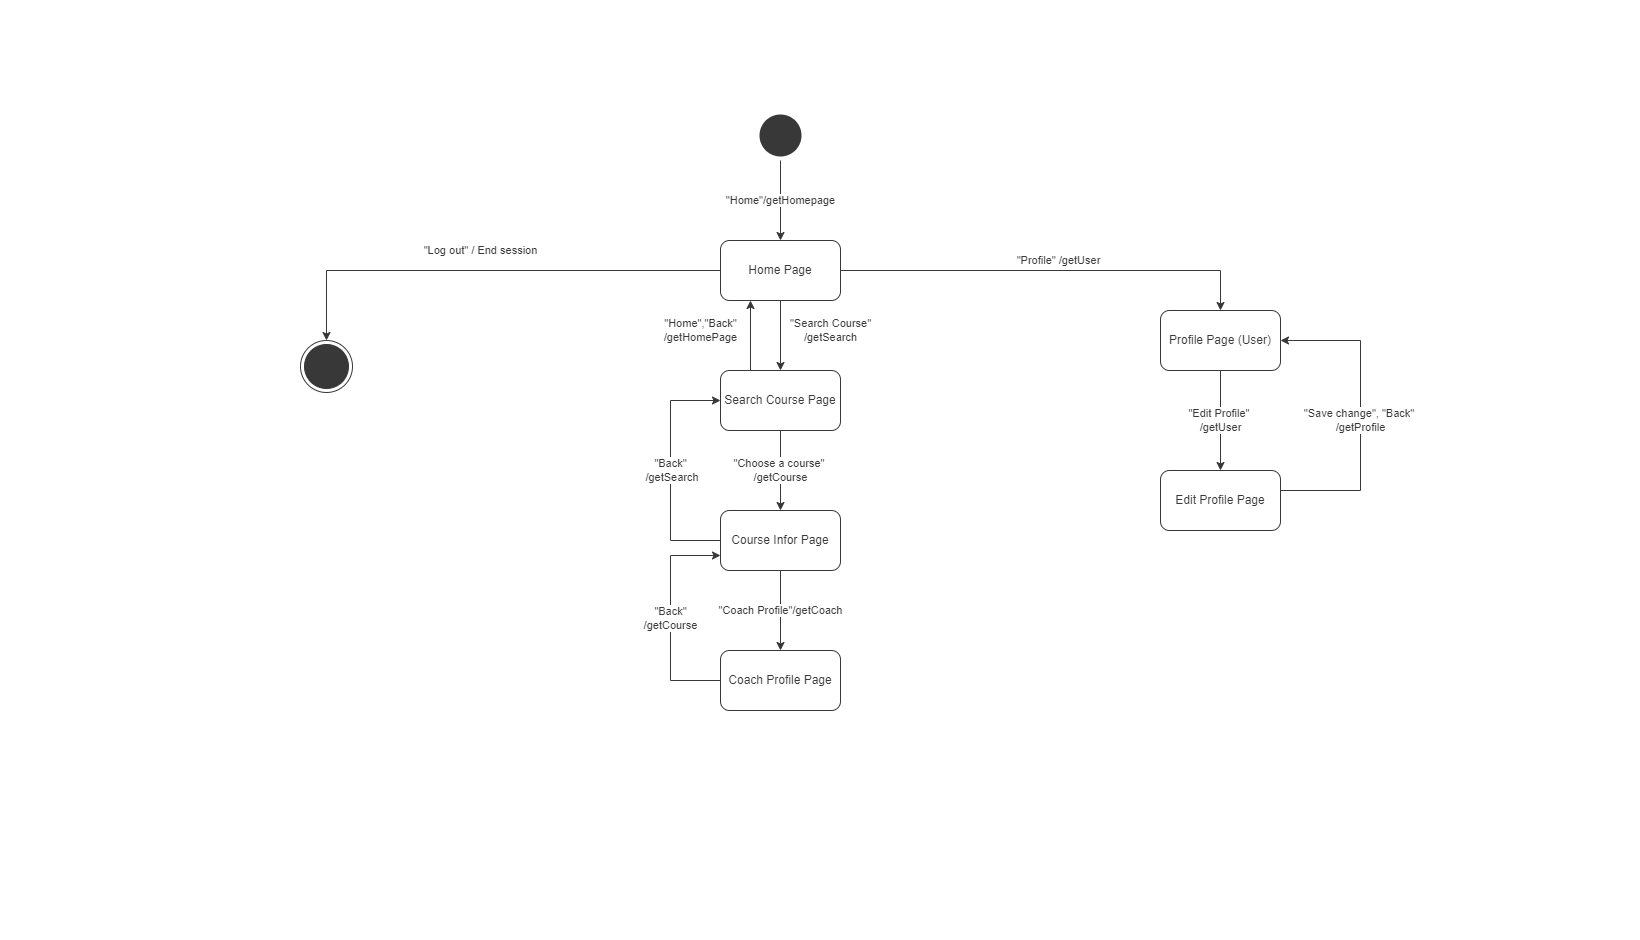 "Home"/getHomepage
"Log out" / End session
Home Page
"Profile" /getUser
"Home","Back"
/getHomePage
"Search Course"
/getSearch
Profile Page (User)
Search Course Page
"Edit Profile"
/getUser
"Save change", "Back"
/getProfile
"Back"
/getSearch
"Choose a course"
/getCourse
Edit Profile Page
Course Infor Page
"Back"
/getCourse
"Coach Profile"/getCoach
Coach Profile Page